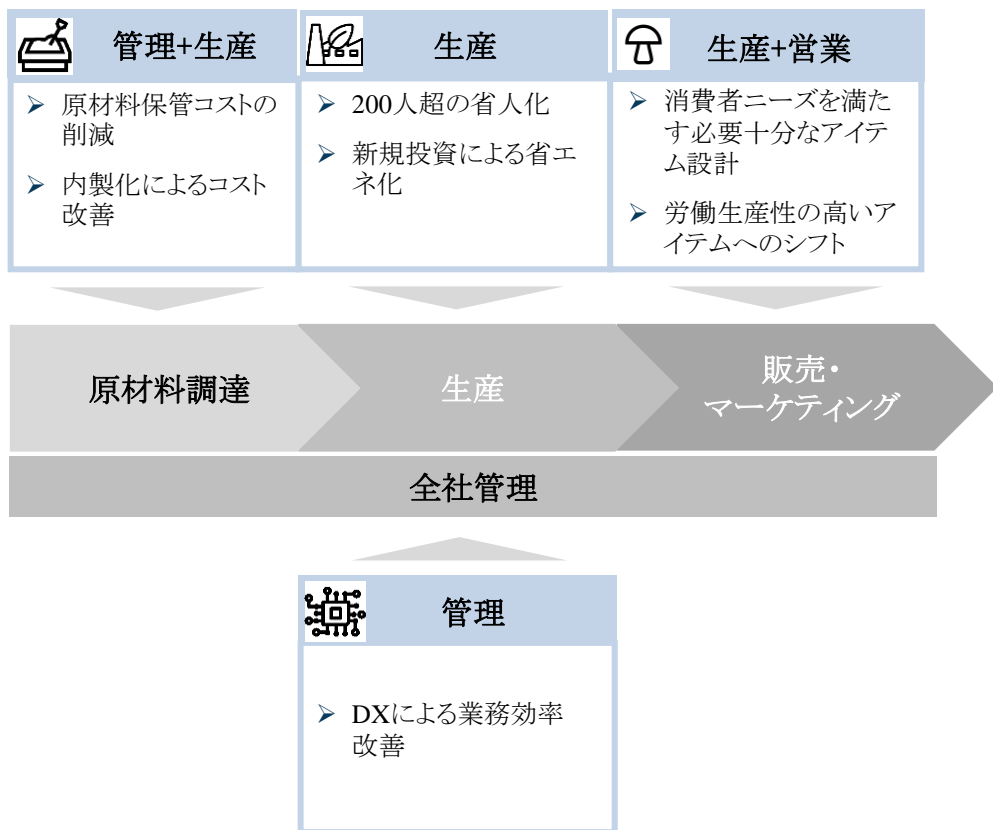 管理+生産
原材料保管コストの
削減
内製化によるコスト
改善
生産
200人超の省人化
新規投資による省エ
ネ化
生産+営業
消費者ニーズを満た
す必要十分なアイテ
ム設計
労働生産性の高いア
イテムへのシフト
原材料調達
生産
販売・
マーケティング
全社管理
管理
DXによる業務効率
改善